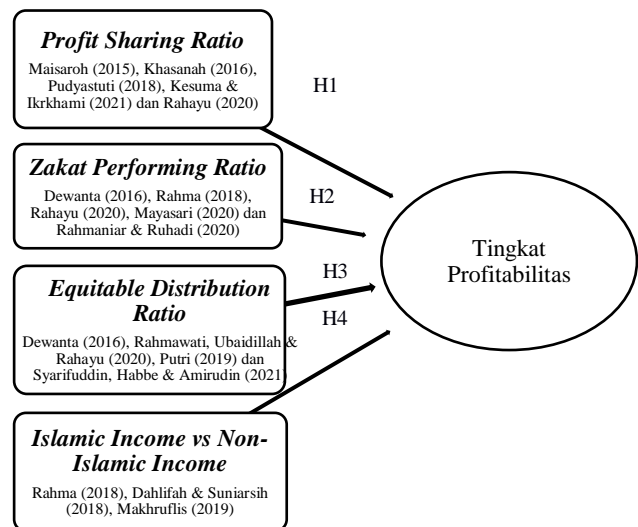 Profit Sharing Ratio
Maisaroh (2015), Khasanah (2016),
Pudyastuti (2018), Kesuma &
Ikrkhami (2021) dan Rahayu (2020)
H1
Zakat Performing Ratio
Dewanta (2016), Rahma (2018),
Rahayu (2020), Mayasari (2020) dan
Rahmaniar & Ruhadi (2020)
H2
Equitable Distribution
Ratio
Dewanta (2016), Rahmawati, Ubaidillah &
Rahayu (2020), Putri (2019) dan
Syarifuddin, Habbe & Amirudin (2021)
H3
H4
Islamic Income vs Non-
Islamic Income
Rahma (2018), Dahlifah & Suniarsih
(2018), Makhruflis (2019)
Tingkat
Profitabilitas